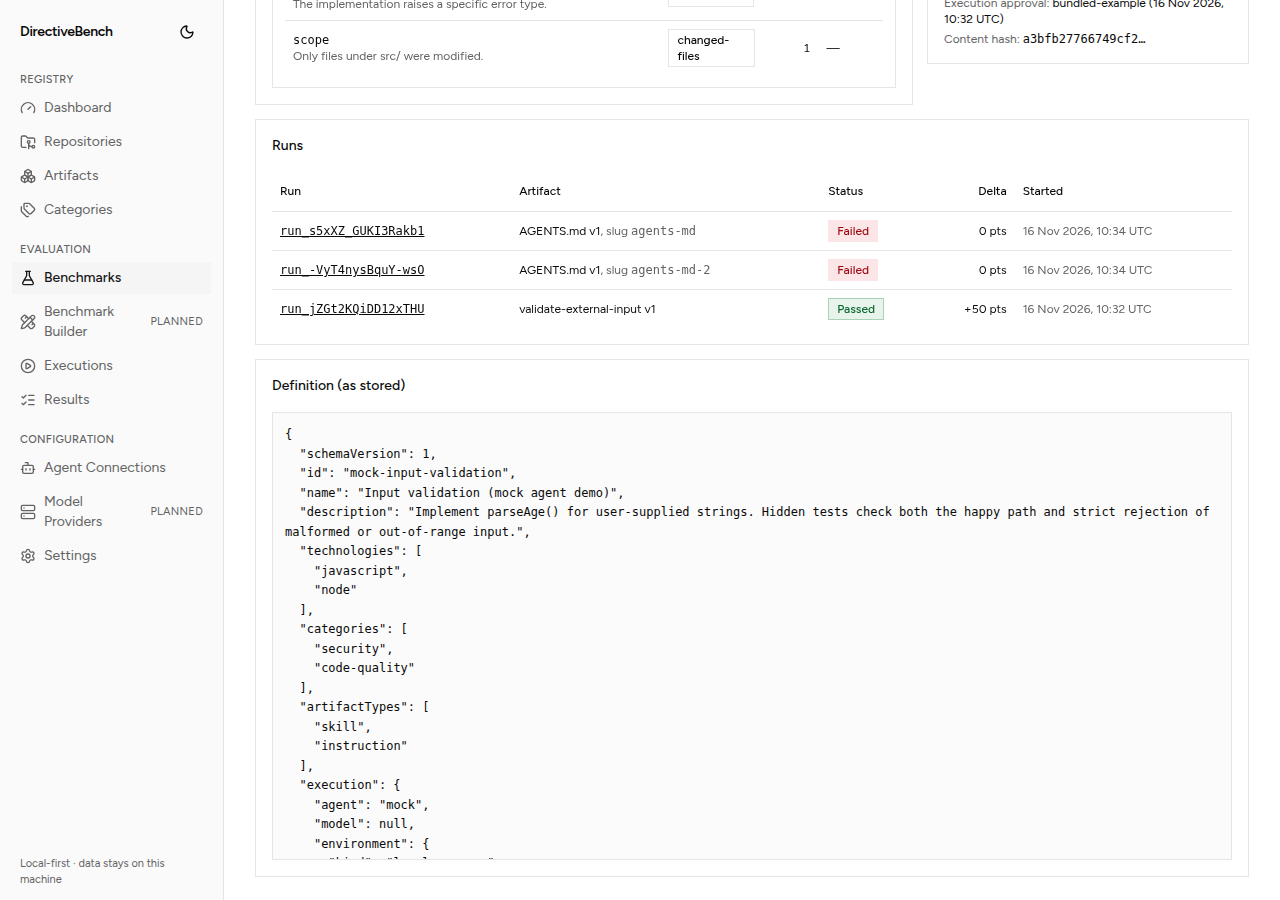 DirectiveBench
REGISTRY
Dashboard
Repositories
Artifacts
Categories
EVALUATION
Benchmarks
Benchmark
Builder
PLANNED
Executions
Results
CONFIGURATION
Agent Connections
Model
Providers
PLANNED
Settings
Local-first · data stays on this
machine
The implementation raises a specific error type.
scope
Only files under src/ were modified.
changed-
files
1 —
Execution approval: bundled-example (16 Nov 2026,
10:32 UTC)
Content hash: a3bfb27766749cf2…
Runs
Run Artifact Status Delta Started
run_s5xXZ_GUKI3Rakb1 AGENTS.md v1, slug agents-md Failed 0 pts 16 Nov 2026, 10:34 UTC
run_-VyT4nysBquY-wsO AGENTS.md v1, slug agents-md-2 Failed 0 pts 16 Nov 2026, 10:34 UTC
run_jZGt2KQiDD12xTHU validate-external-input v1 Passed +50 pts 16 Nov 2026, 10:32 UTC
Definition (as stored)
{
"schemaVersion": 1,
"id": "mock-input-validation",
"name": "Input validation (mock agent demo)",
"description": "Implement parseAge() for user-supplied strings. Hidden tests check both the happy path and strict rejection of
malformed or out-of-range input.",
"technologies": [
"javascript",
"node"
],
"categories": [
"security",
"code-quality"
],
"artifactTypes": [
"skill",
"instruction"
],
"execution": {
"agent": "mock",
"model": null,
"environment": {